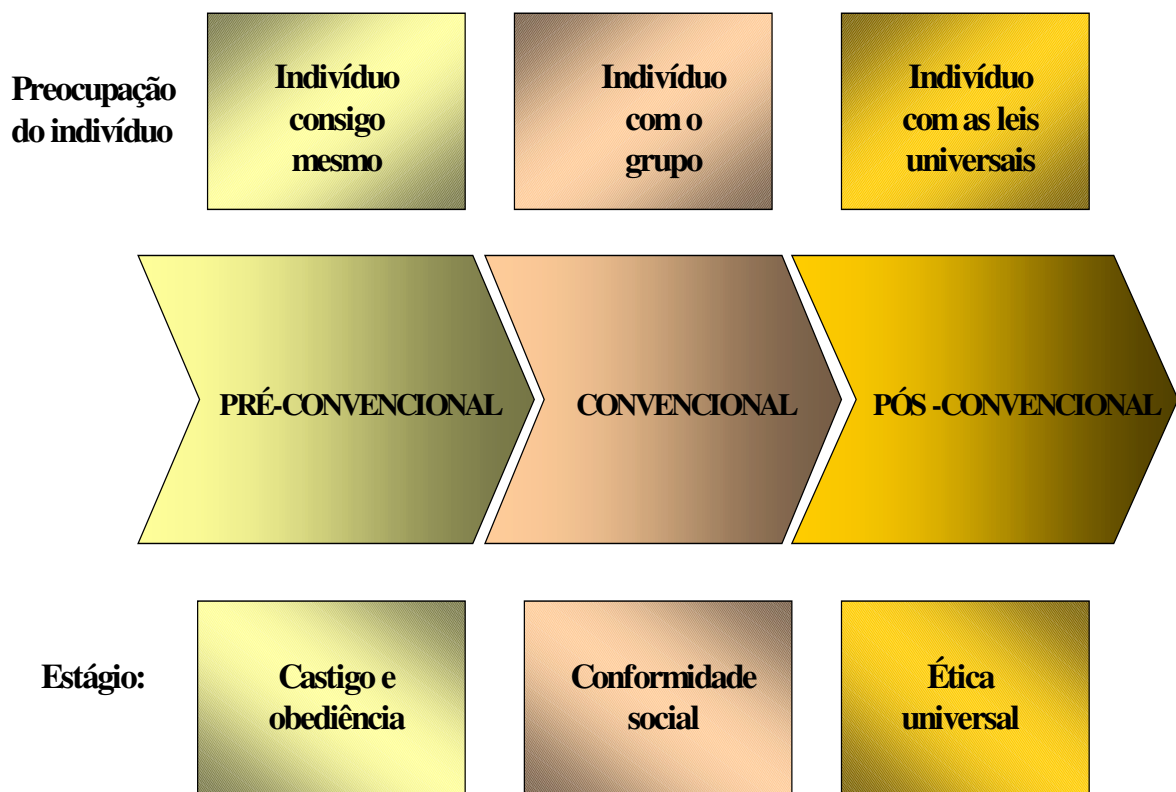 Preocupação
do indivíduo
Indivíduo
consigo
mesmo
Indivíduo
com o
grupo
Indivíduo
com as leis
universais
PRÉ-CONVENCIONAL
CONVENCIONAL
PÓS -CONVENCIONAL
Estágio:
Castigo e
obediência
Conformidade
social
Ética
universal